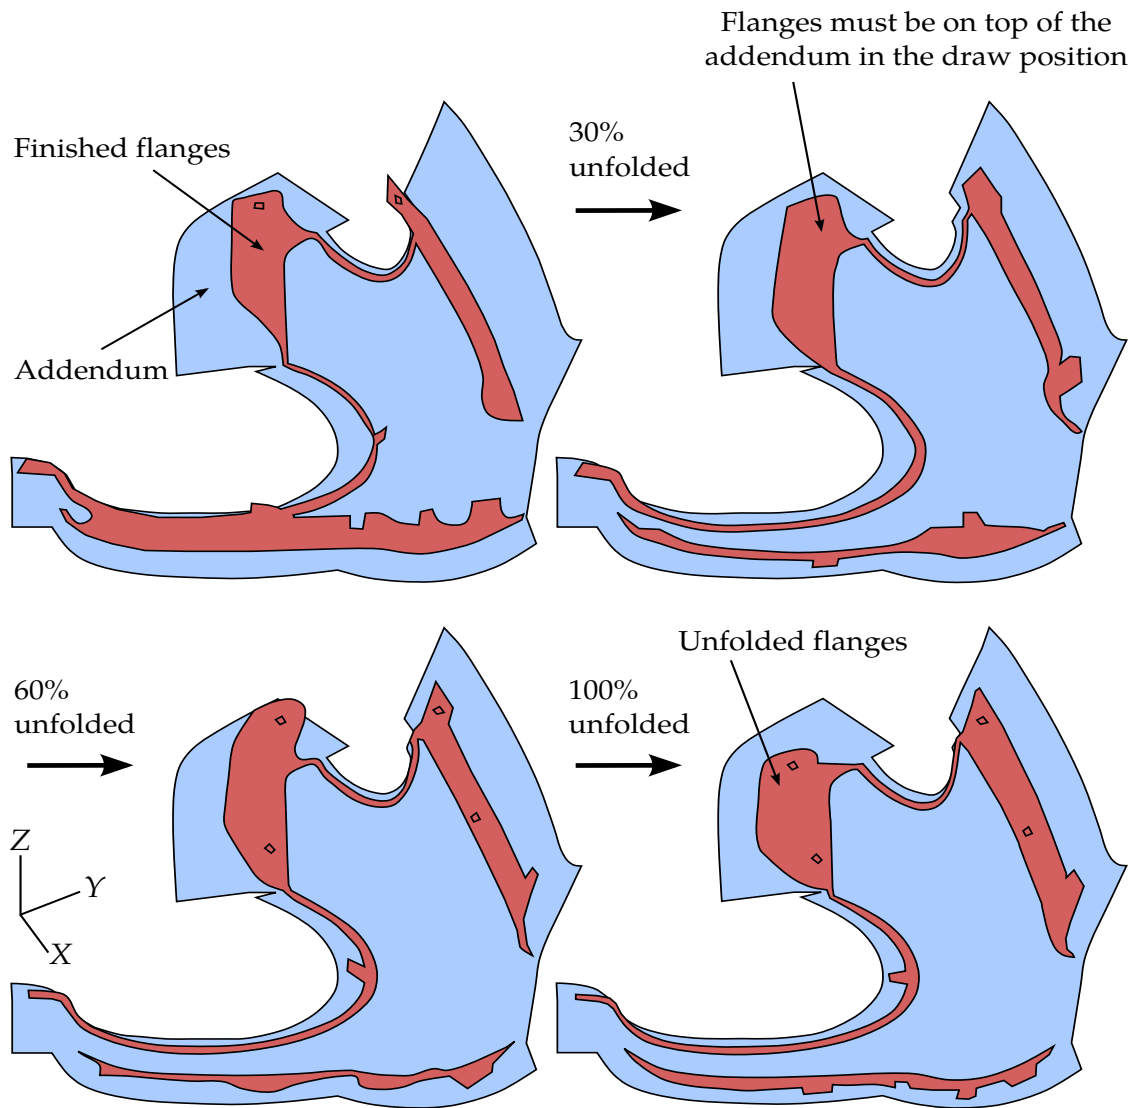 Flanges must be on top of the
addendum in the draw position
Finished flanges
30%
unfolded
Addendum
Unfolded flanges
60%
unfolded
100%
unfolded
Z
Y
X